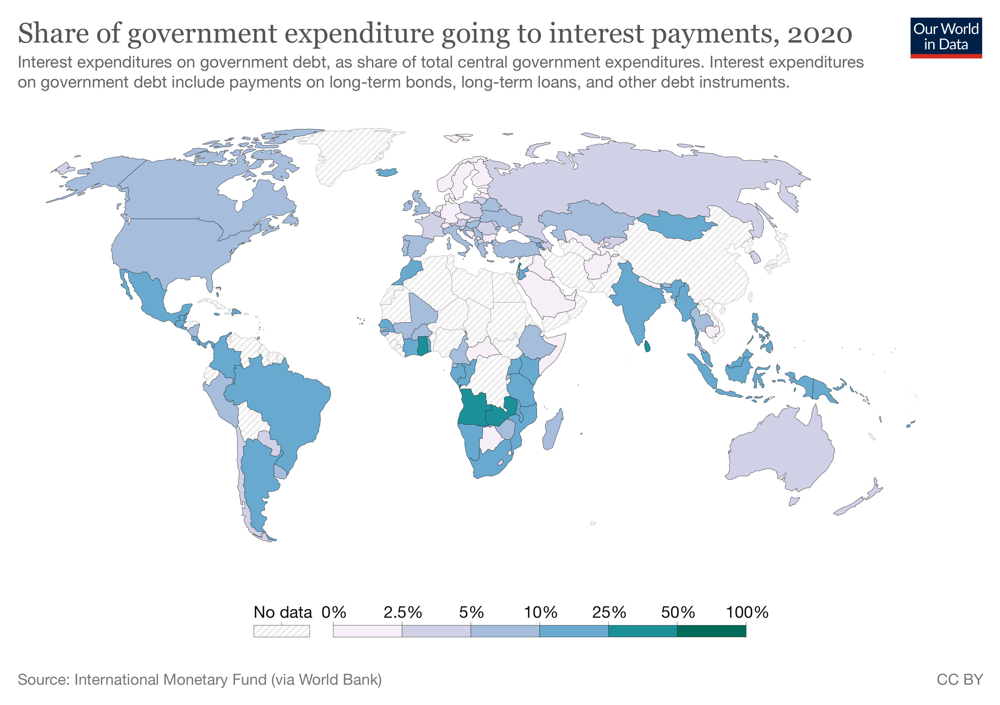 Share of government expenditure going to interest payments, 2020
Our World
in Data
Interest expenditures on government debt, as share of total central government expenditures. Interest expenditures
on government debt include payments on long-term bonds, long-term loans, and other debt instruments.
No data 0% 2.5% 5% 10% 25% 50% 100%
Source: International Monetary Fund (via World Bank)
CC BY